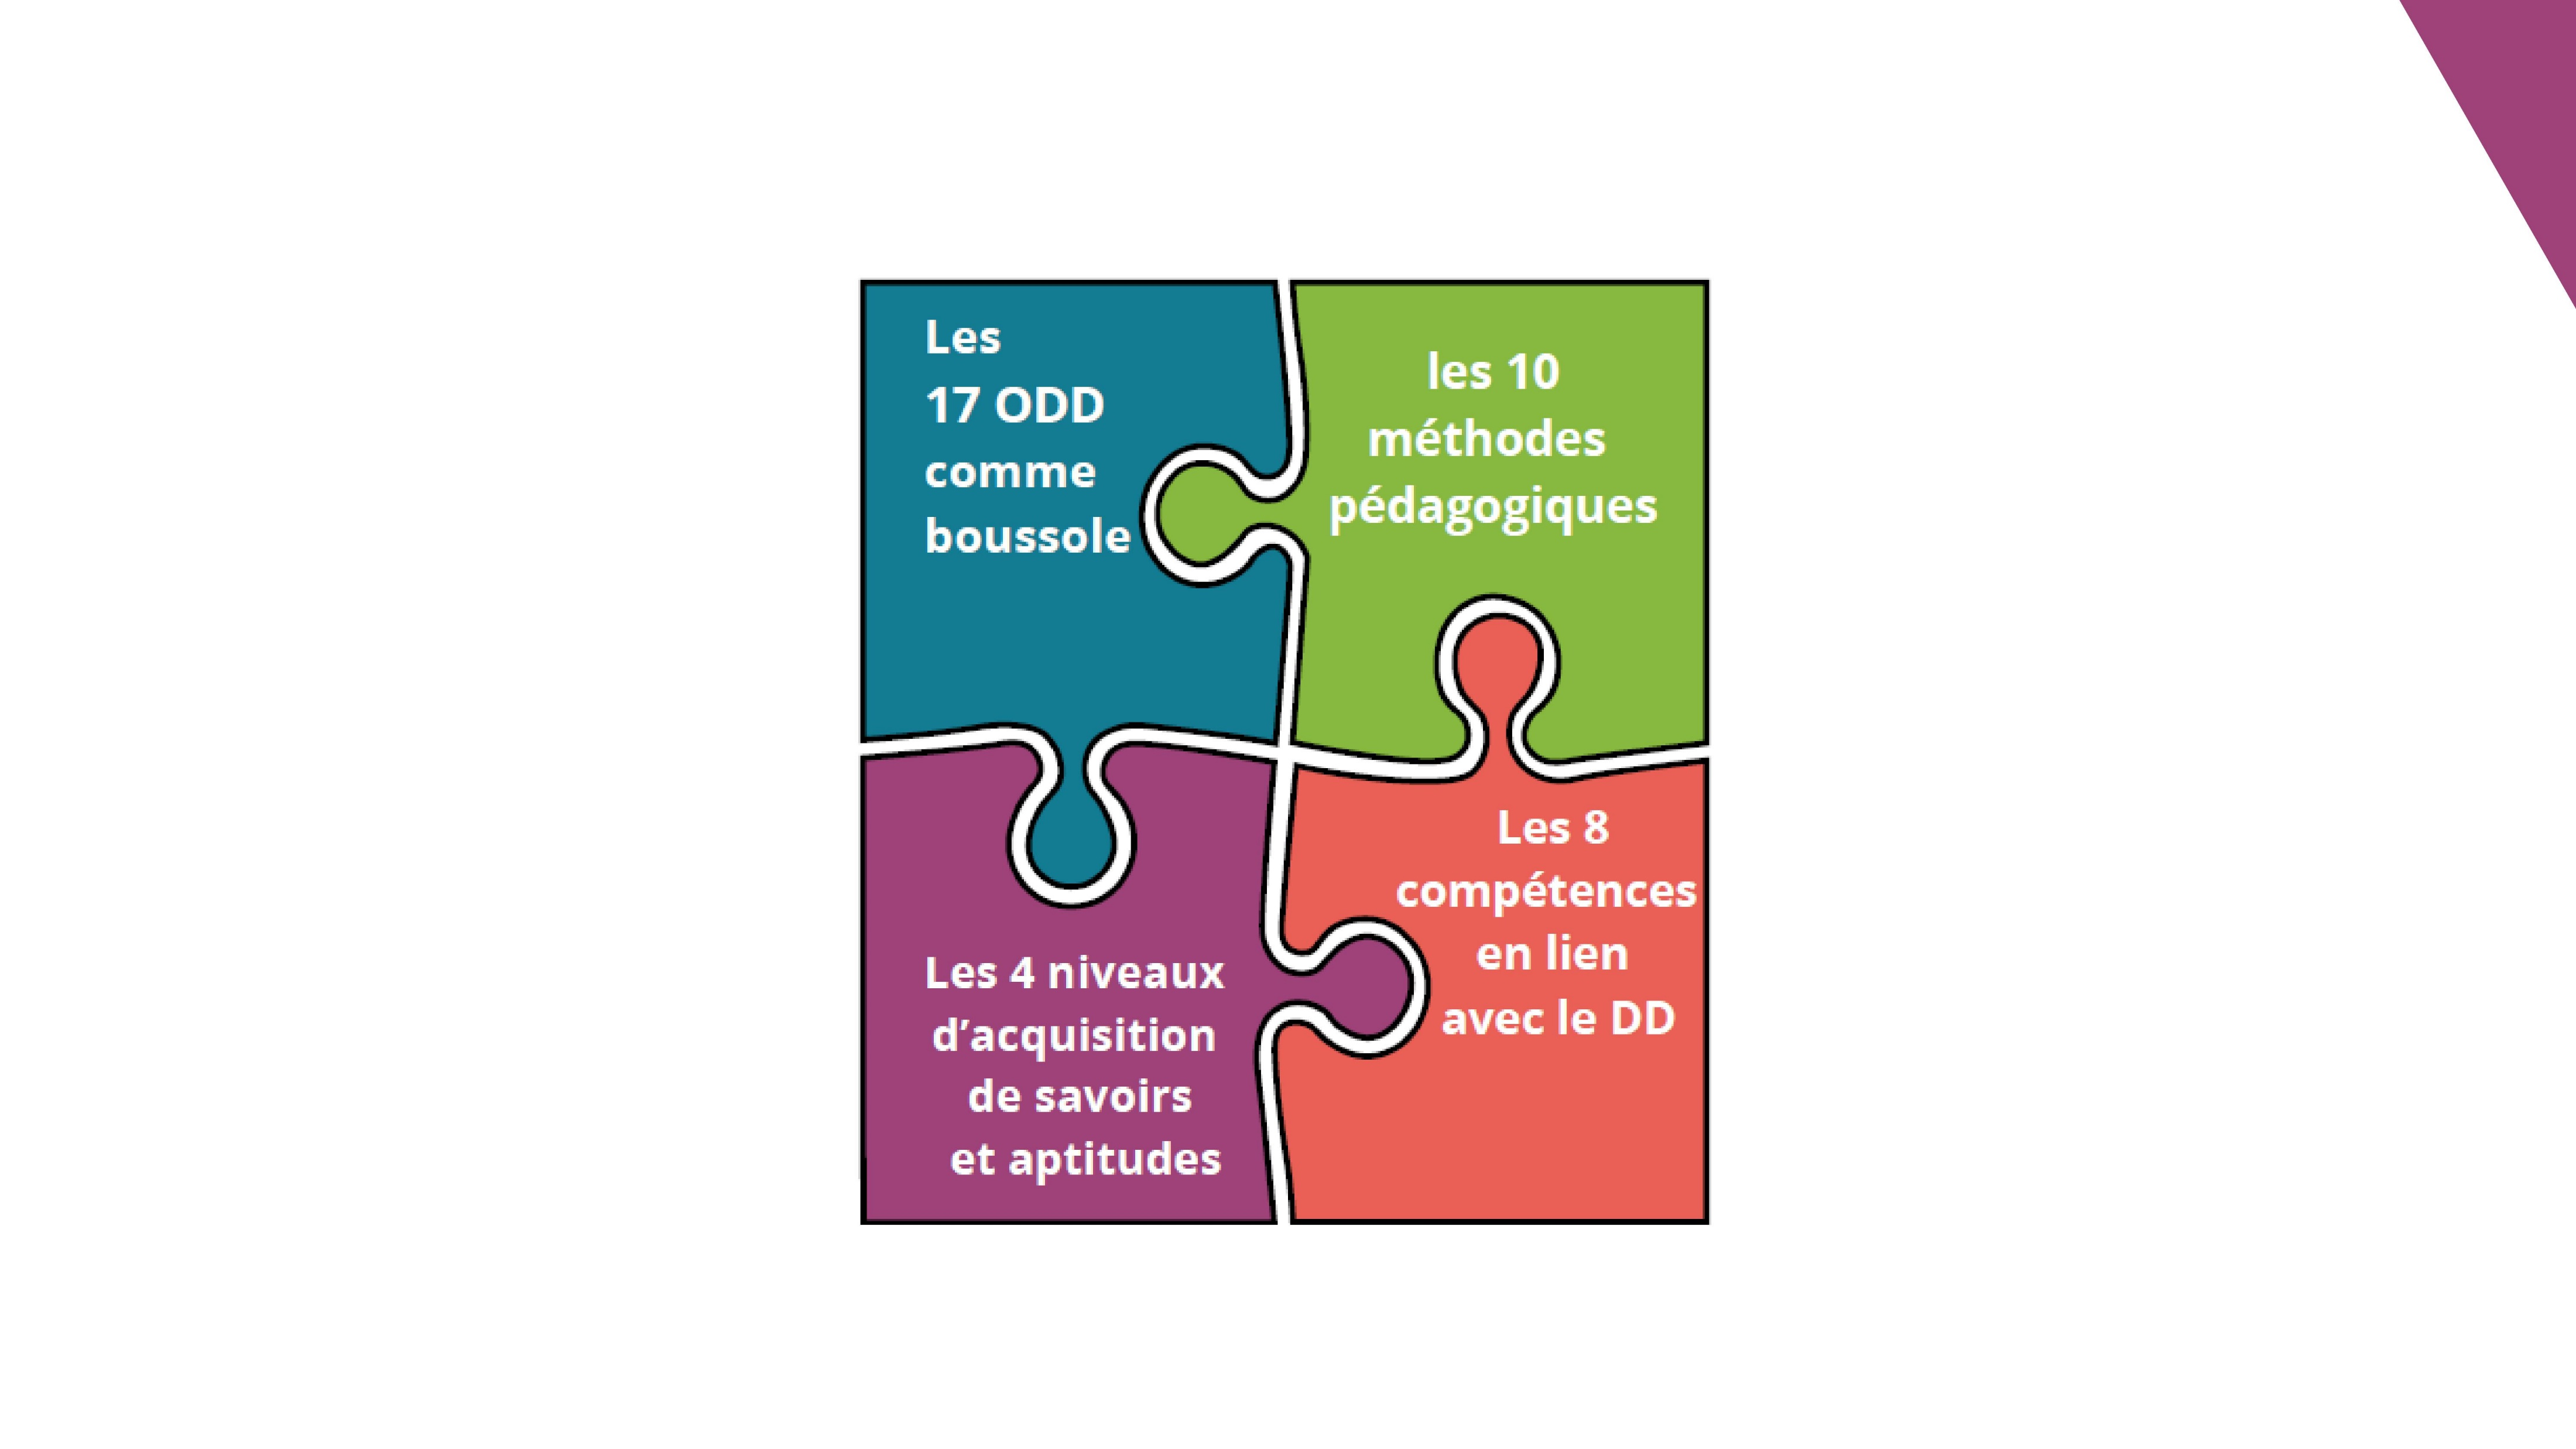 Les
17 ODD
comme
boussole
les 10
méthodes
pédagogiques
Les 4 niveaux
d’acquisition
de savoirs
et aptitudes
Les 8
compétences
en lien
avec le DD